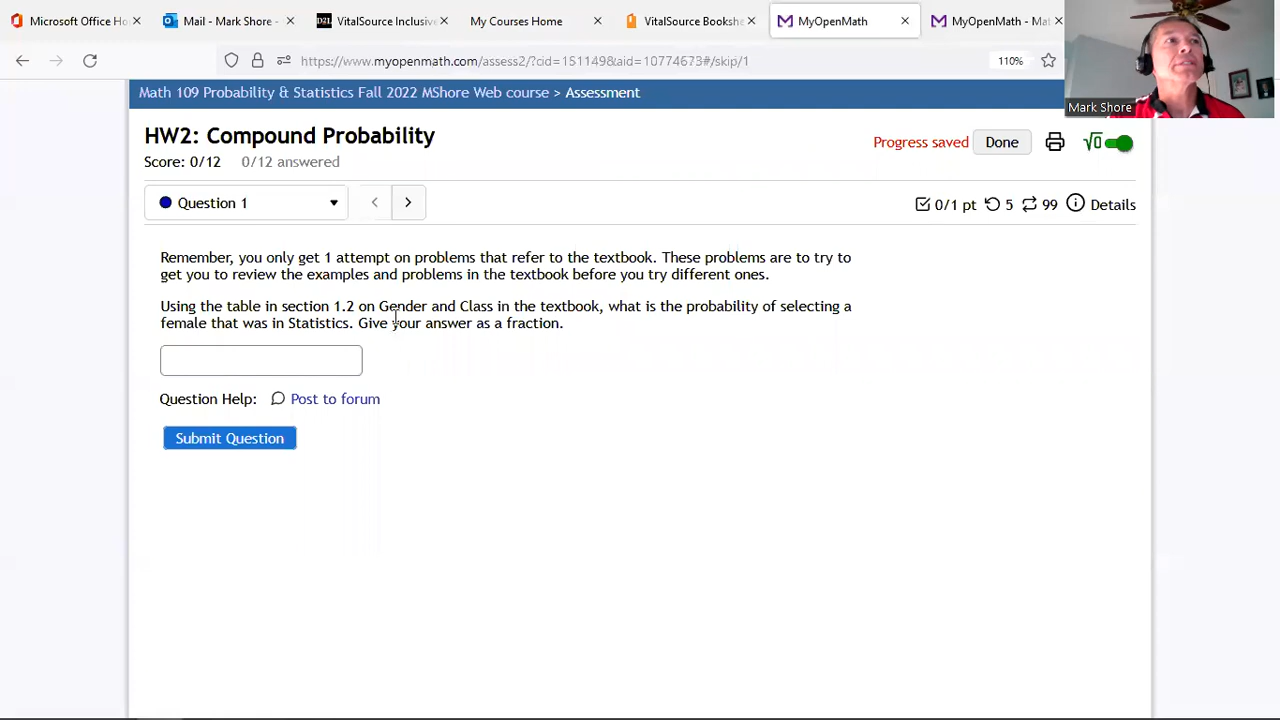 Microsoft Office Ho
Mail - Mark Shore -
D2L VitalSource Inclusive
My Courses Home
VitalSource Bookshe
MyOpenMath
MyOpenMath - Mat
https://www.myopenmath.com/assess2/?cid=151149&aid=10774673#/skip/1
110%
Mark Shore
Math 109 Probability & Statistics Fall 2022 MShore Web course > Assessment
HW2: Compound Probability
Score: 0/12 0/12 answered
Progress saved Done √0
Question 1 < >
0/1 pt 5 99 Details
Remember, you only get 1 attempt on problems that refer to the textbook. These problems are to try to
get you to review the examples and problems in the textbook before you try different ones.
Using the table in section 1.2 on Gender and Class in the textbook, what is the probability of selecting a
female that was in Statistics. Give your answer as a fraction.
Question Help: Post to forum
Submit Question